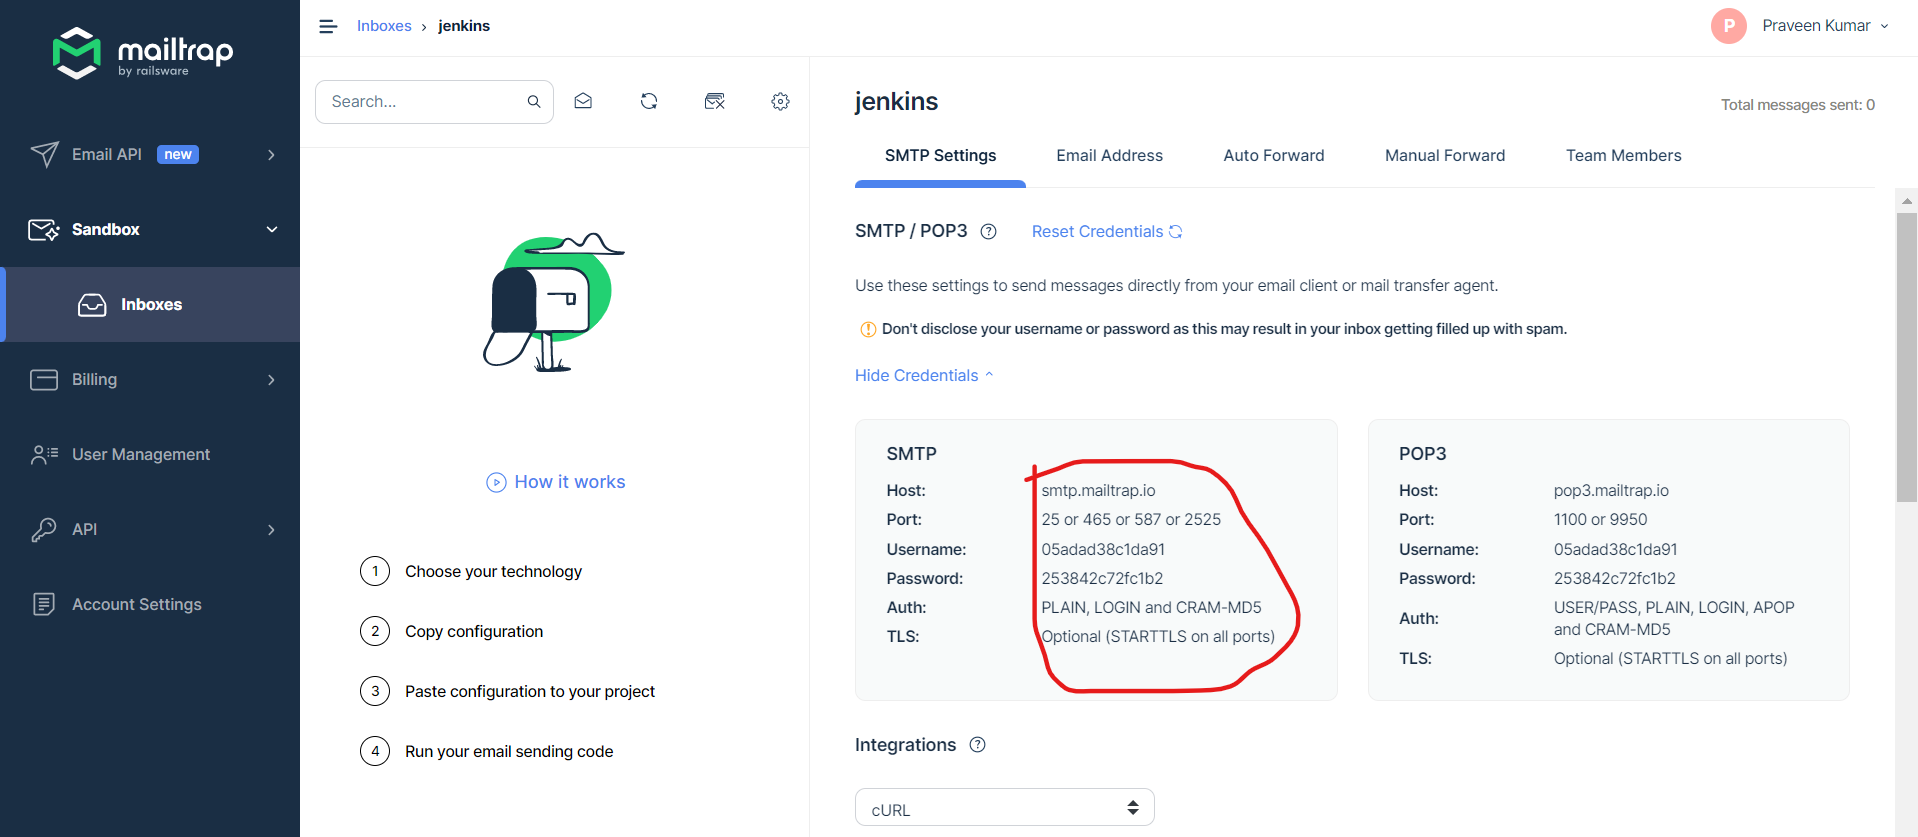 mailtrap
by railsware
Email API new
Sandbox
Inboxes
Billing
User Management
API
Account Settings
Inboxes › jenkins
P Praveen Kumar
Search...
How it works
1 Choose your technology
2 Copy configuration
3 Paste configuration to your project
4 Run your email sending code
jenkins
Total messages sent: 0
SMTP Settings Email Address Auto Forward Manual Forward Team Members
SMTP / POP3 ? Reset Credentials
Use these settings to send messages directly from your email client or mail transfer agent.
! Don't disclose your username or password as this may result in your inbox getting filled up with spam.
Hide Credentials
SMTP
Host: smtp.mailtrap.io
Port: 25 or 465 or 587 or 2525
Username: 05adad38c1da91
Password: 253842c72fc1b2
Auth: PLAIN, LOGIN and CRAM-MD5
TLS: Optional (STARTTLS on all ports)
POP3
Host: pop3.mailtrap.io
Port: 1100 or 9950
Username: 05adad38c1da91
Password: 253842c72fc1b2
Auth: USER/PASS, PLAIN, LOGIN, APOP
and CRAM-MD5
TLS: Optional (STARTTLS on all ports)
Integrations ?
cURL